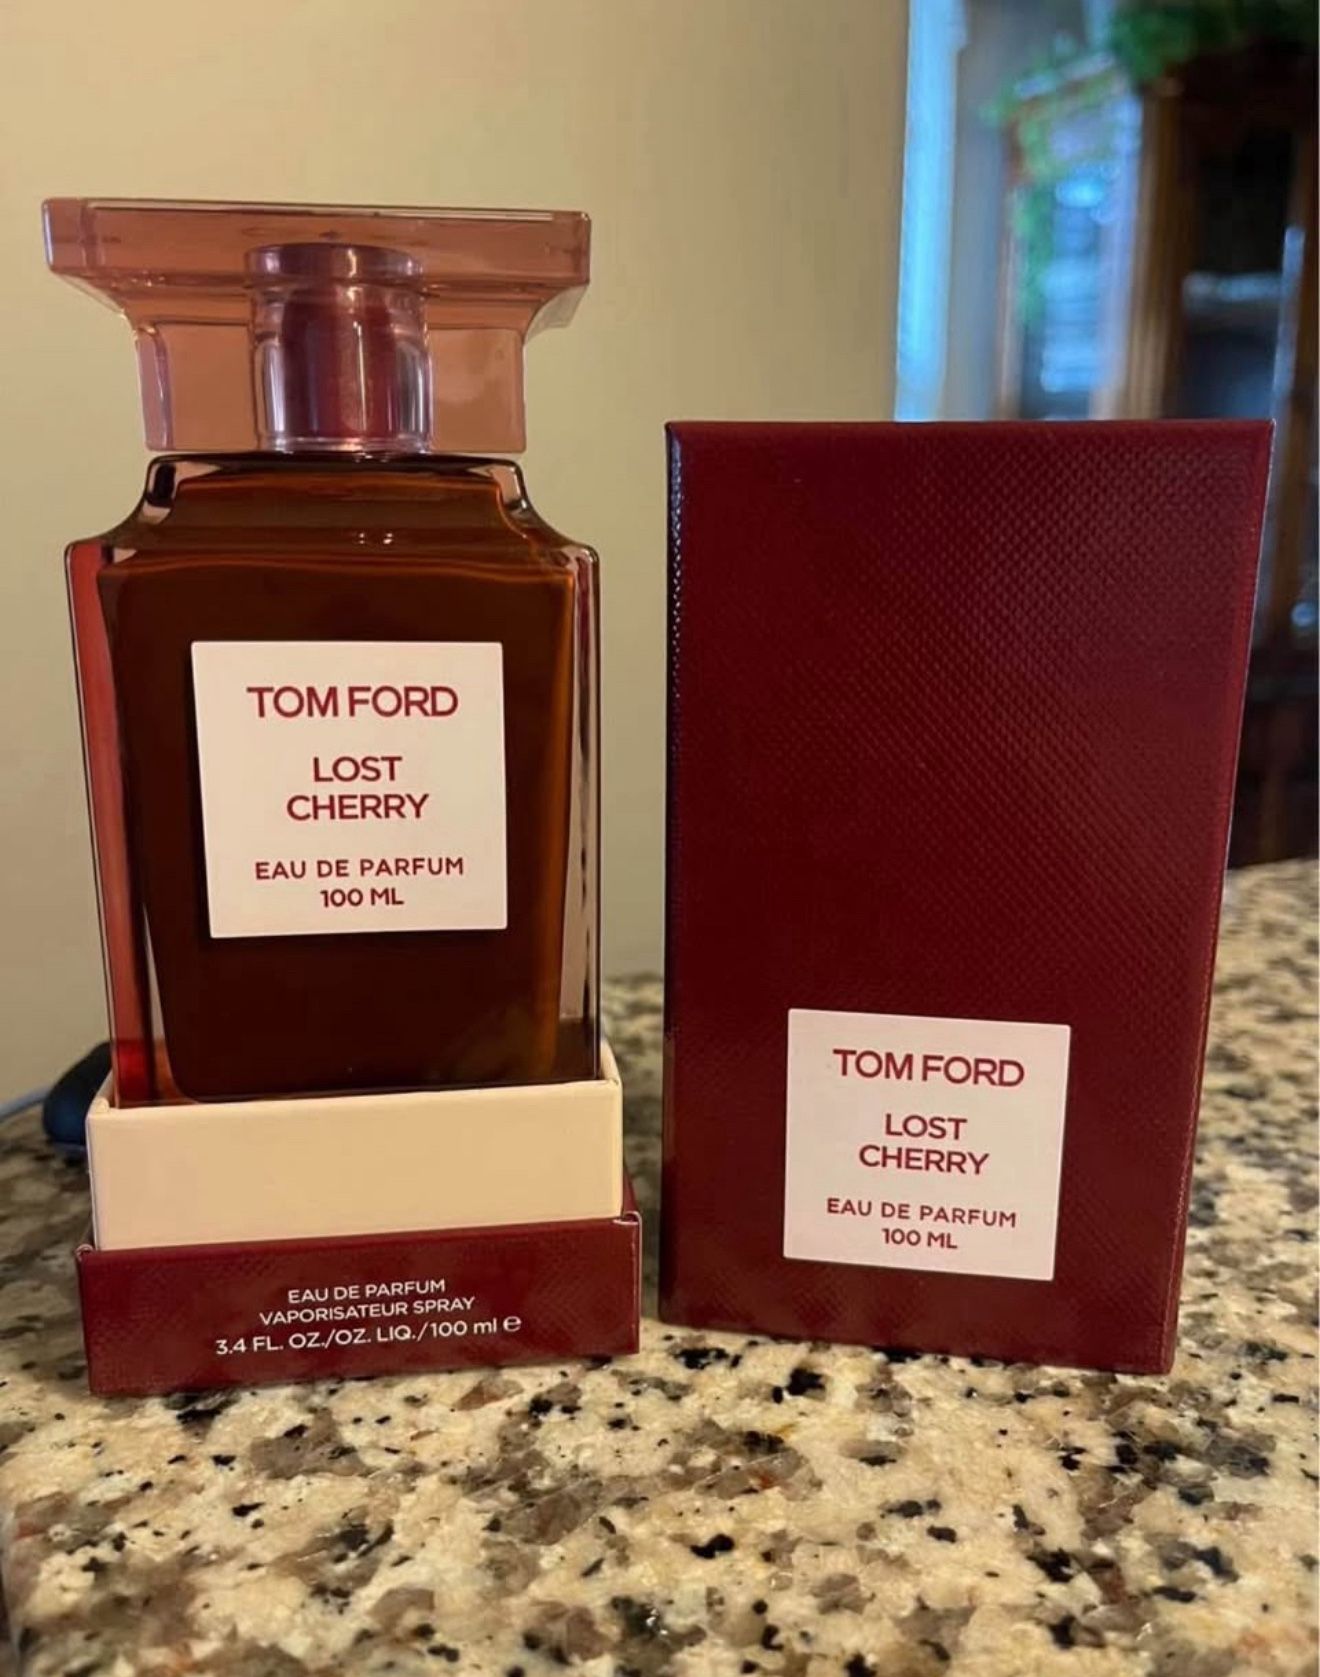 TOM FORD
LOST
CHERRY
EAU DE PARFUM
100 ML
EAU DE PARFUM
VAPORISATEUR SPRAY
3.4 FL. OZ./OZ. LIQ./100 ml ℮
TOM FORD
LOST
CHERRY
EAU DE PARFUM
100 ML